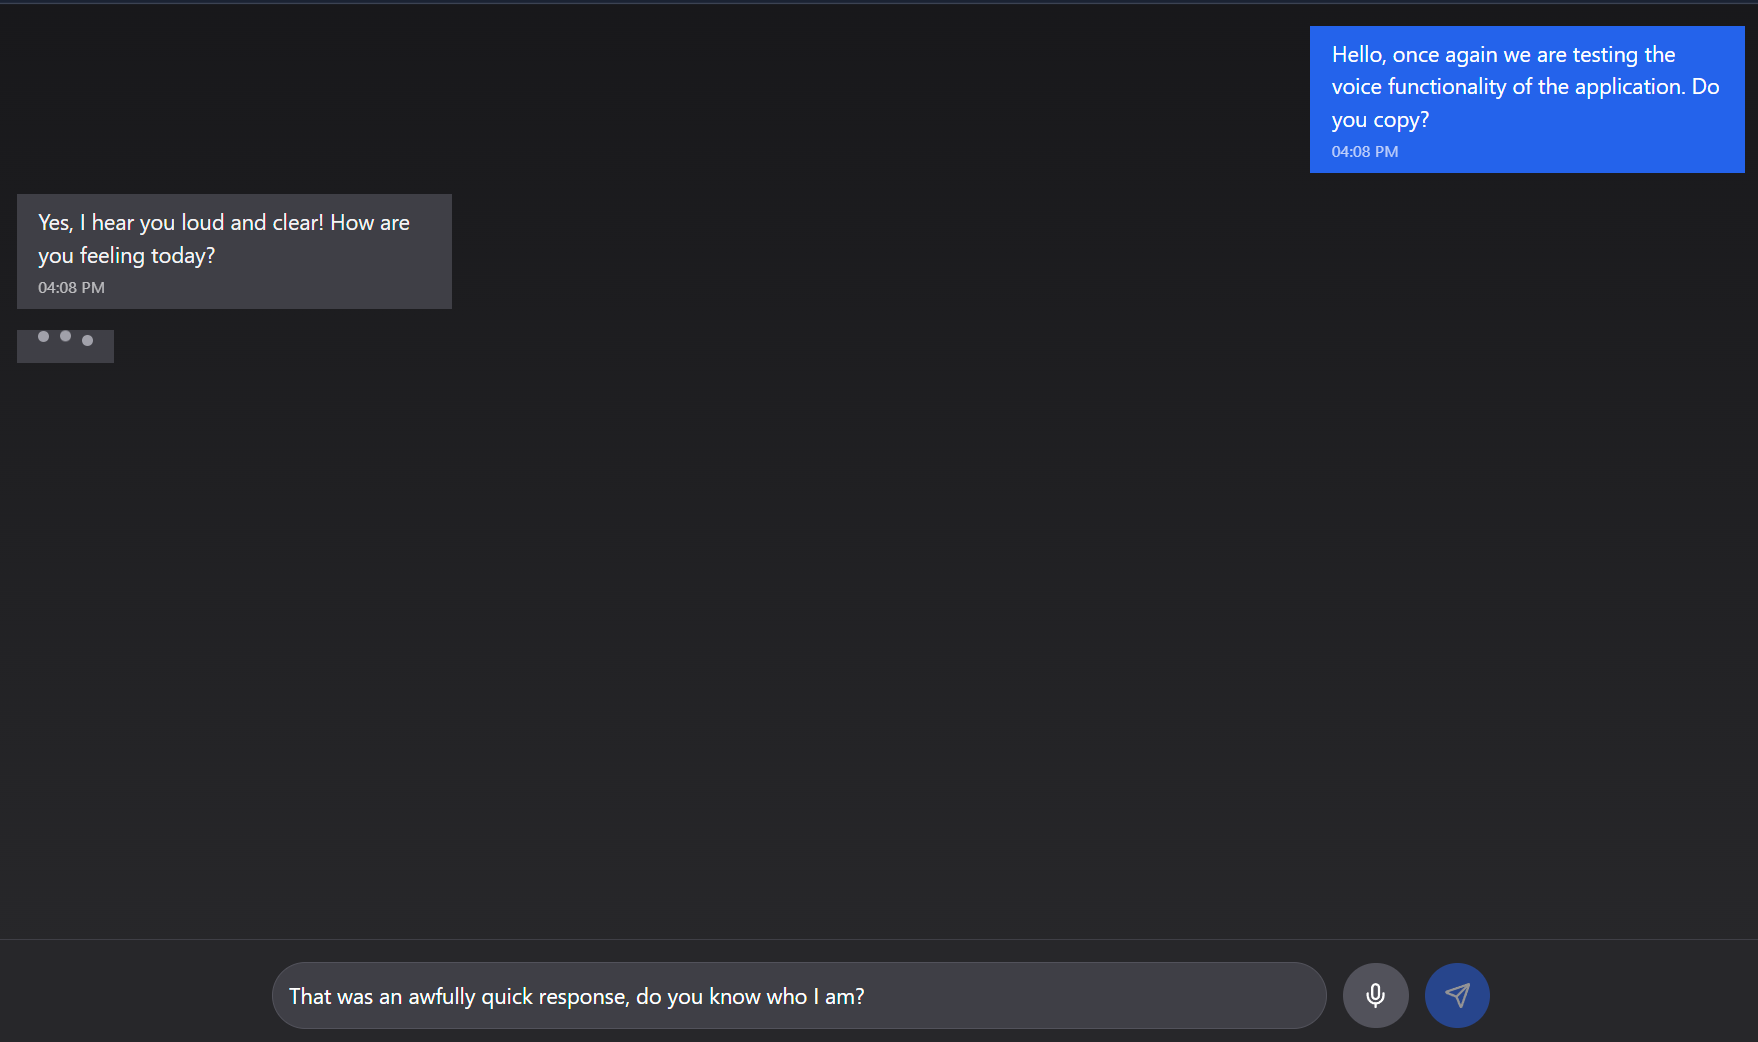 Hello, once again we are testing the
voice functionality of the application. Do
you copy?
04:08 PM
Yes, I hear you loud and clear! How are
you feeling today?
04:08 PM
That was an awfully quick response, do you know who I am?